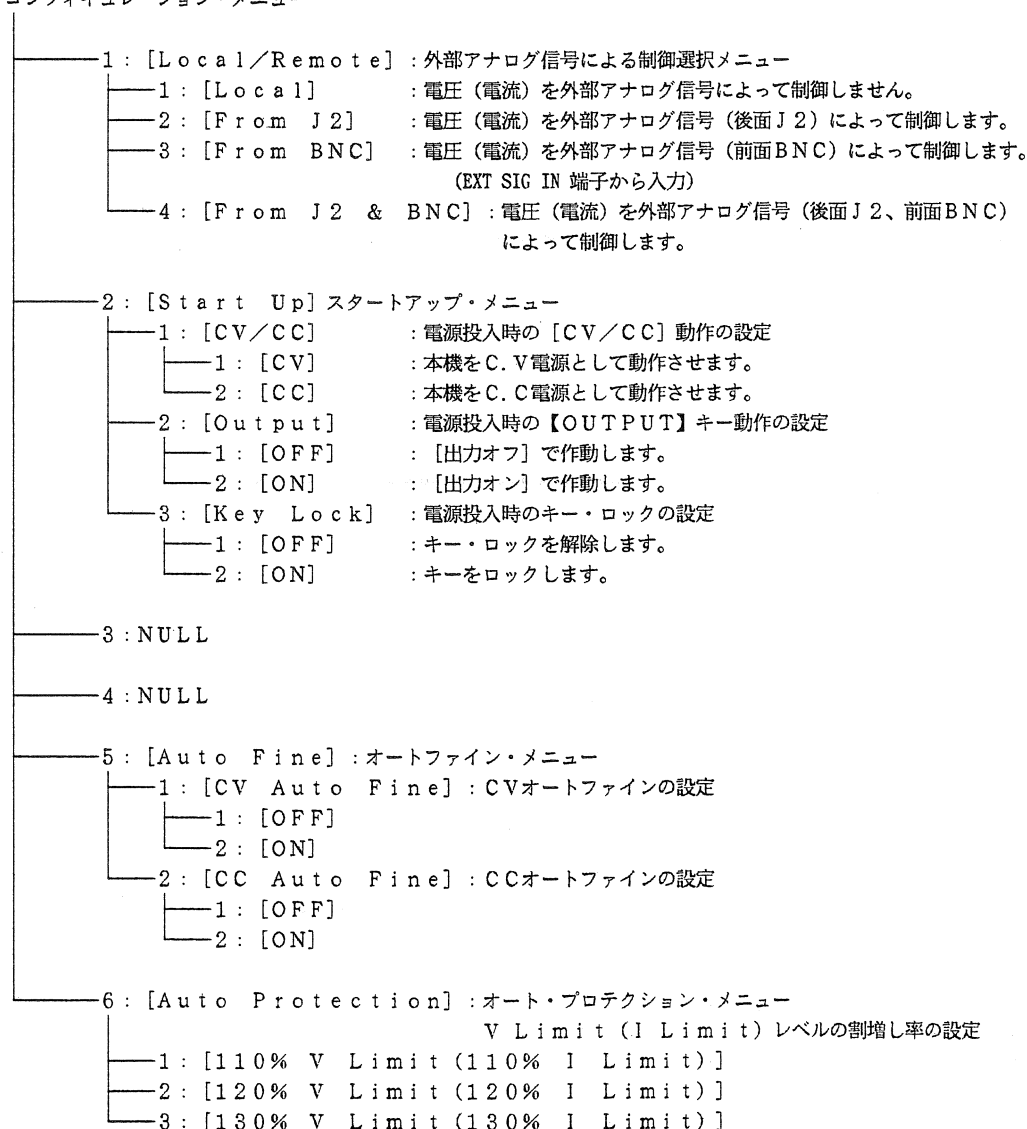 コンフィギュレーション・メニュー
1：[Local／Remote]：外部アナログ信号による制御選択メニュー
1：[Local]：電圧（電流）を外部アナログ信号によって制御しません。
2：[From J2]：電圧（電流）を外部アナログ信号（後面J2）によって制御します。
3：[From BNC]：電圧（電流）を外部アナログ信号（前面BNC）によって制御します。
(EXT SIG IN 端子から入力)
4：[From J2 & BNC]：電圧（電流）を外部アナログ信号（後面J2、前面BNC）
によって制御します。
2：[Start Up] スタートアップ・メニュー
1：[CV／CC]：電源投入時の［CV／CC］動作の設定
1：[CV]：本機をC.V電源として動作させます。
2：[CC]：本機をC.C電源として動作させます。
2：[Output]：電源投入時の【OUTPUT】キー動作の設定
1：[OFF]：［出力オフ］で作動します。
2：[ON]：［出力オン］で作動します。
3：[Key Lock]：電源投入時のキー・ロックの設定
1：[OFF]：キー・ロックを解除します。
2：[ON]：キーをロックします。
3：NULL
4：NULL
5：[Auto Fine]：オートファイン・メニュー
1：[CV Auto Fine]：CVオートファインの設定
1：[OFF]
2：[ON]
2：[CC Auto Fine]：CCオートファインの設定
1：[OFF]
2：[ON]
6：[Auto Protection]：オート・プロテクション・メニュー
V Limit(I Limit)レベルの割増し率の設定
1：[110% V Limit(110% I Limit)]
2：[120% V Limit(120% I Limit)]
3：[130% V Limit(130% I Limit)]